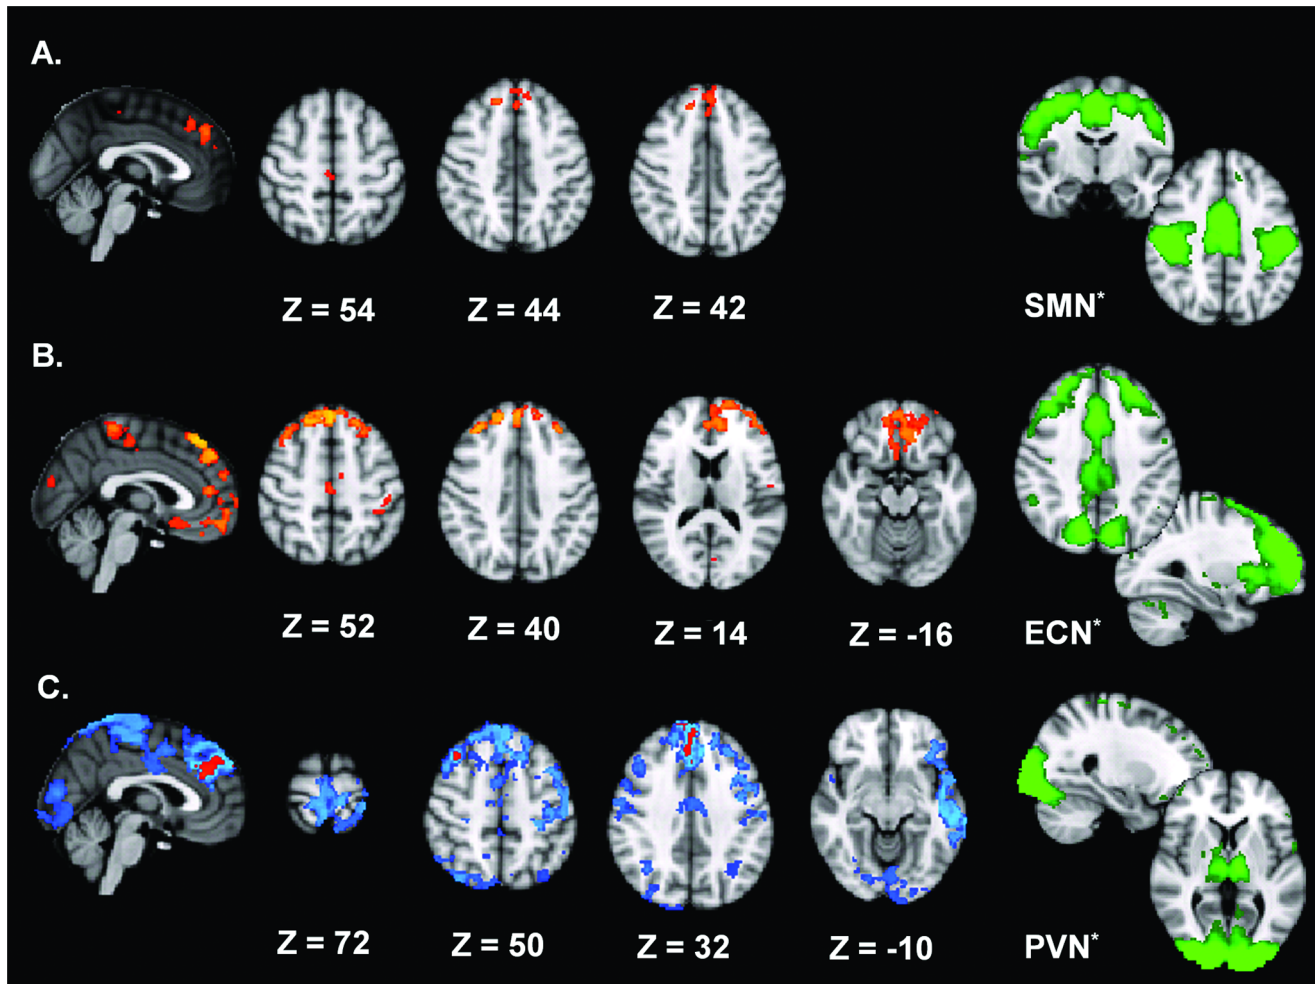 A.
Z = 54
Z = 44
Z = 42
SMN*
B.
Z = 52
Z = 40
Z = 14
Z = -16
ECN*
C.
Z = 72
Z = 50
Z = 32
Z = -10
PVN*